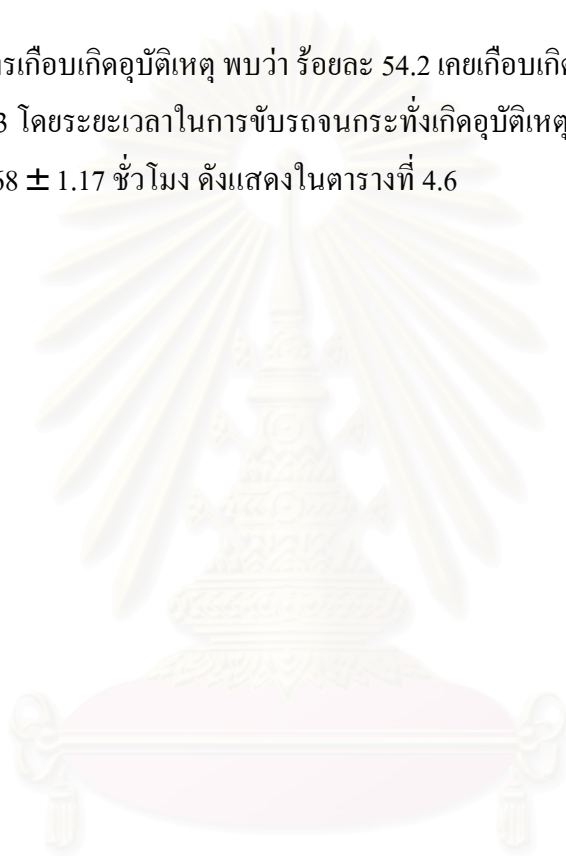 รเกือบเกิดอุบัติเหตุ พบว่า ร้อยละ 54.2 เคยเกือบเกิด
3 โดยระยะเวลาในการขับรถจนกระทั่งเกิดอุบัติเหตุ
68 ± 1.17 ชั่วโมง ดังแสดงในตารางที่ 4.6